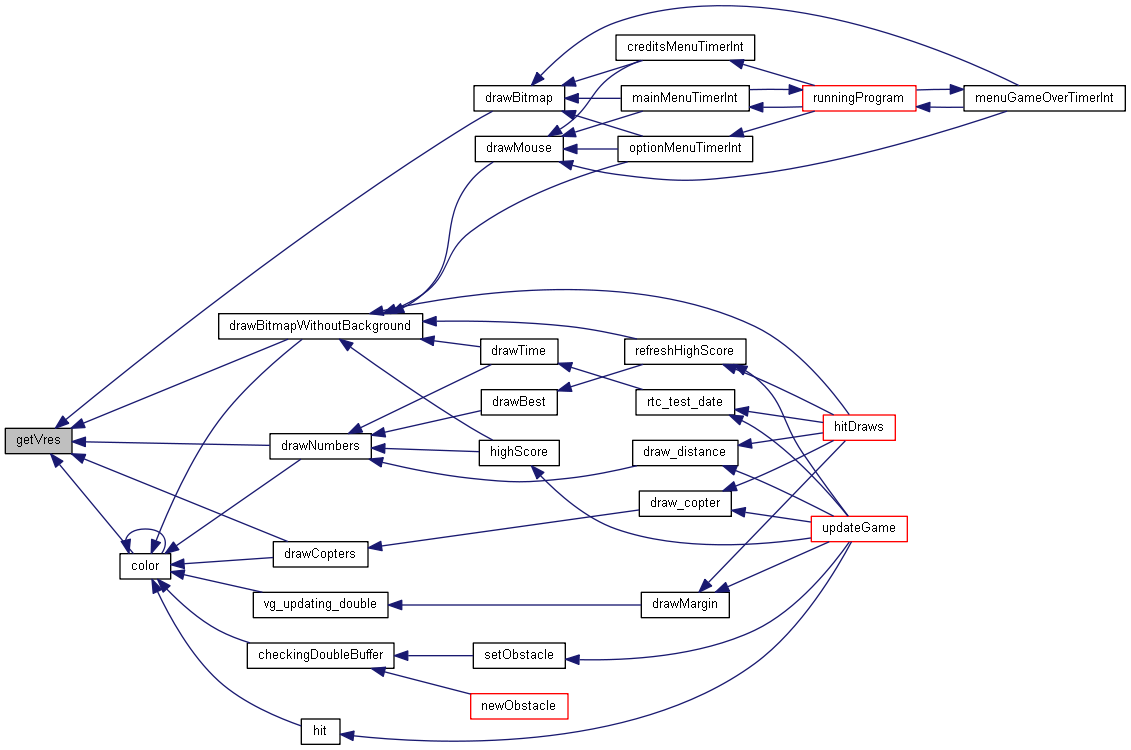 creditsMenuTimerInt
drawBitmap
mainMenuTimerInt
runningProgram
menuGameOverTimerInt
drawMouse
optionMenuTimerInt
drawBitmapWithoutBackground
drawTime
refreshHighScore
drawBest
rtc_test_date
hitDraws
getVres
drawNumbers
highScore
draw_distance
draw_copter
updateGame
drawCopters
color
vg_updating_double
drawMargin
checkingDoubleBuffer
setObstacle
newObstacle
hit